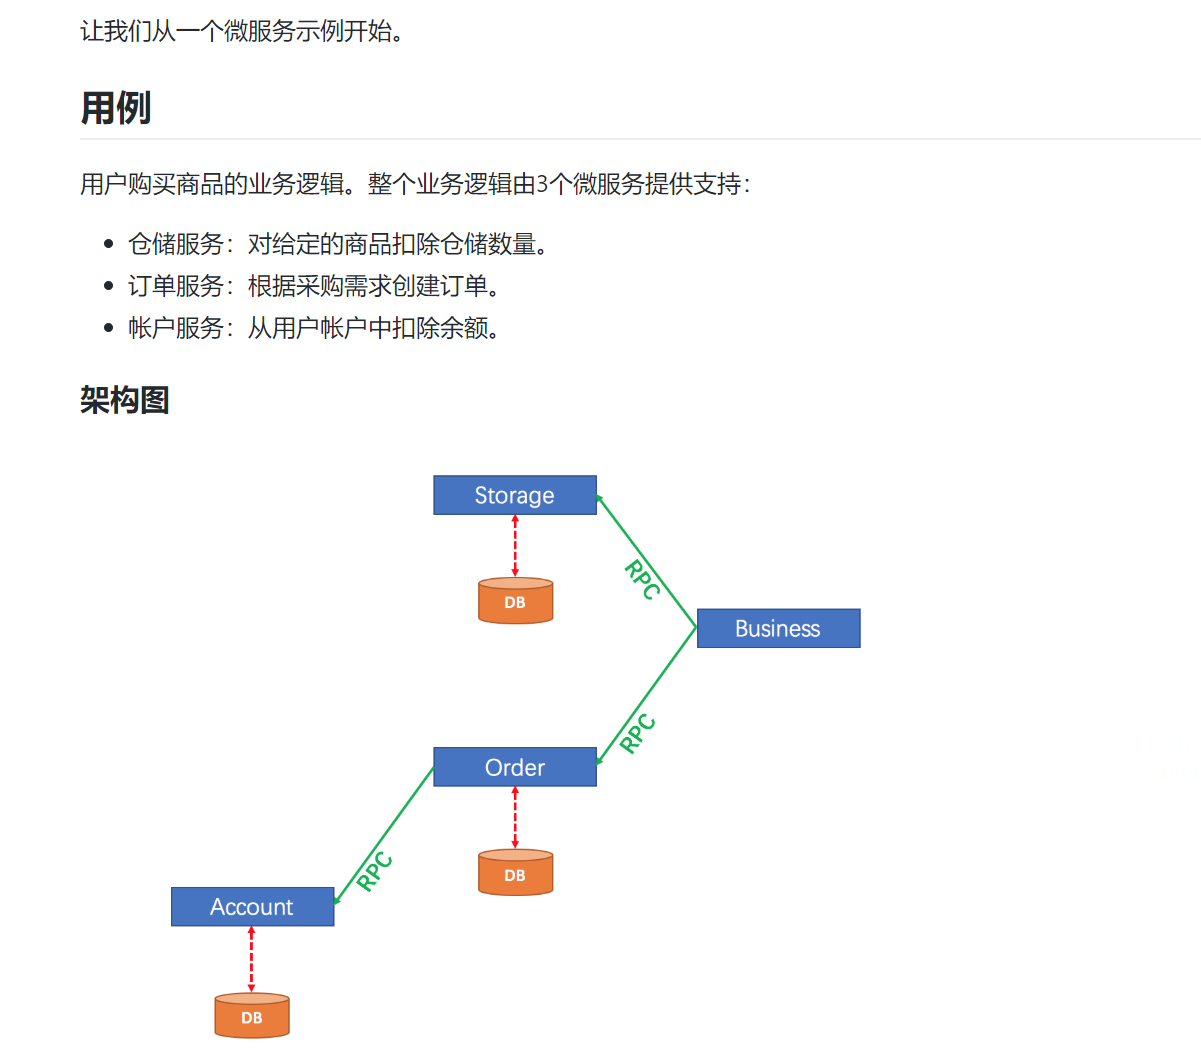 让我们从一个微服务示例开始。
用例
用户购买商品的业务逻辑。整个业务逻辑由3个微服务提供支持：
仓储服务：对给定的商品扣除仓储数量。
订单服务：根据采购需求创建订单。
帐户服务：从用户帐户中扣除余额。
架构图
Storage
RPC
DB
Business
RPC
Order
RPC
DB
Account
DB